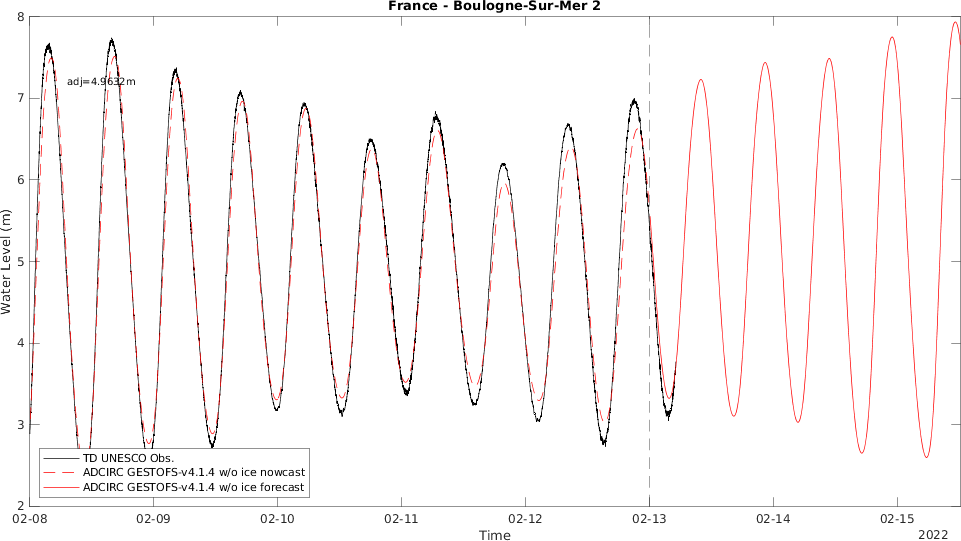 France - Boulogne-Sur-Mer 2
8
7
6
5
4
3
2
Water Level (m)
adj=4.9632m
TD UNESCO Obs.
ADCIRC GESTOFS-v4.1.4 w/o ice nowcast
ADCIRC GESTOFS-v4.1.4 w/o ice forecast
02-08 02-09 02-10 02-11 02-12 02-13 02-14 02-15
Time
2022